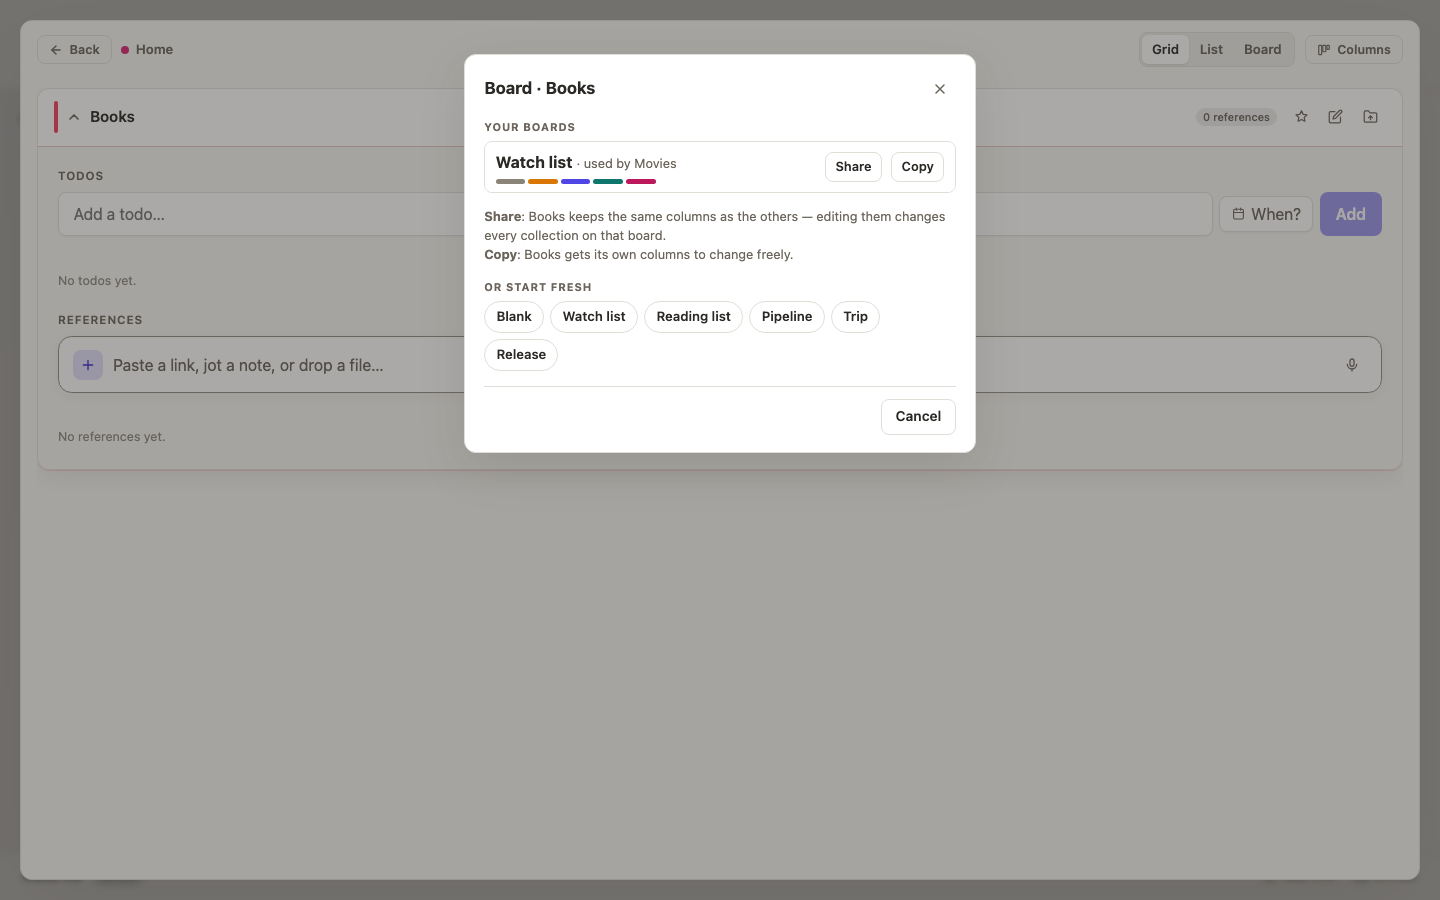 Back
Home
Grid
List
Board
Columns
Books
0 references
TODOS
Add a todo...
When?
Add
No todos yet.
REFERENCES
Paste a link, jot a note, or drop a file...
No references yet.
Board · Books
YOUR BOARDS
Watch list · used by Movies
Share
Copy
Share: Books keeps the same columns as the others — editing them changes
every collection on that board.
Copy: Books gets its own columns to change freely.
OR START FRESH
Blank
Watch list
Reading list
Pipeline
Trip
Release
Cancel